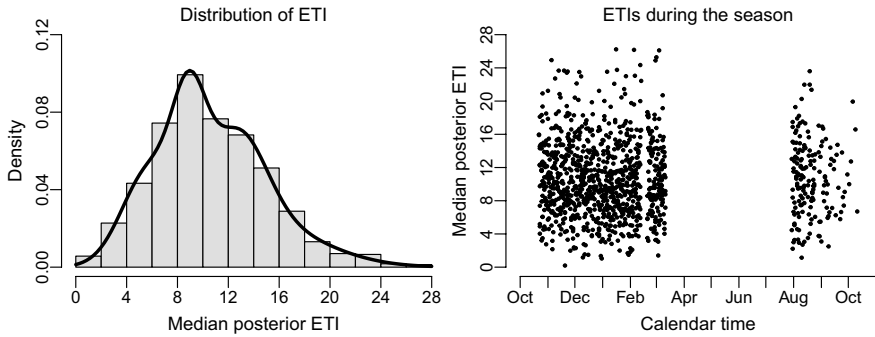 Distribution of ETI
0.12
0.08
0.04
0.00
Density
0 4 8 12 16 20 24 28
Median posterior ETI
ETIs during the season
28
24
20
16
12
8
4
0
Median posterior ETI
Oct Dec Feb Apr Jun Aug Oct
Calendar time